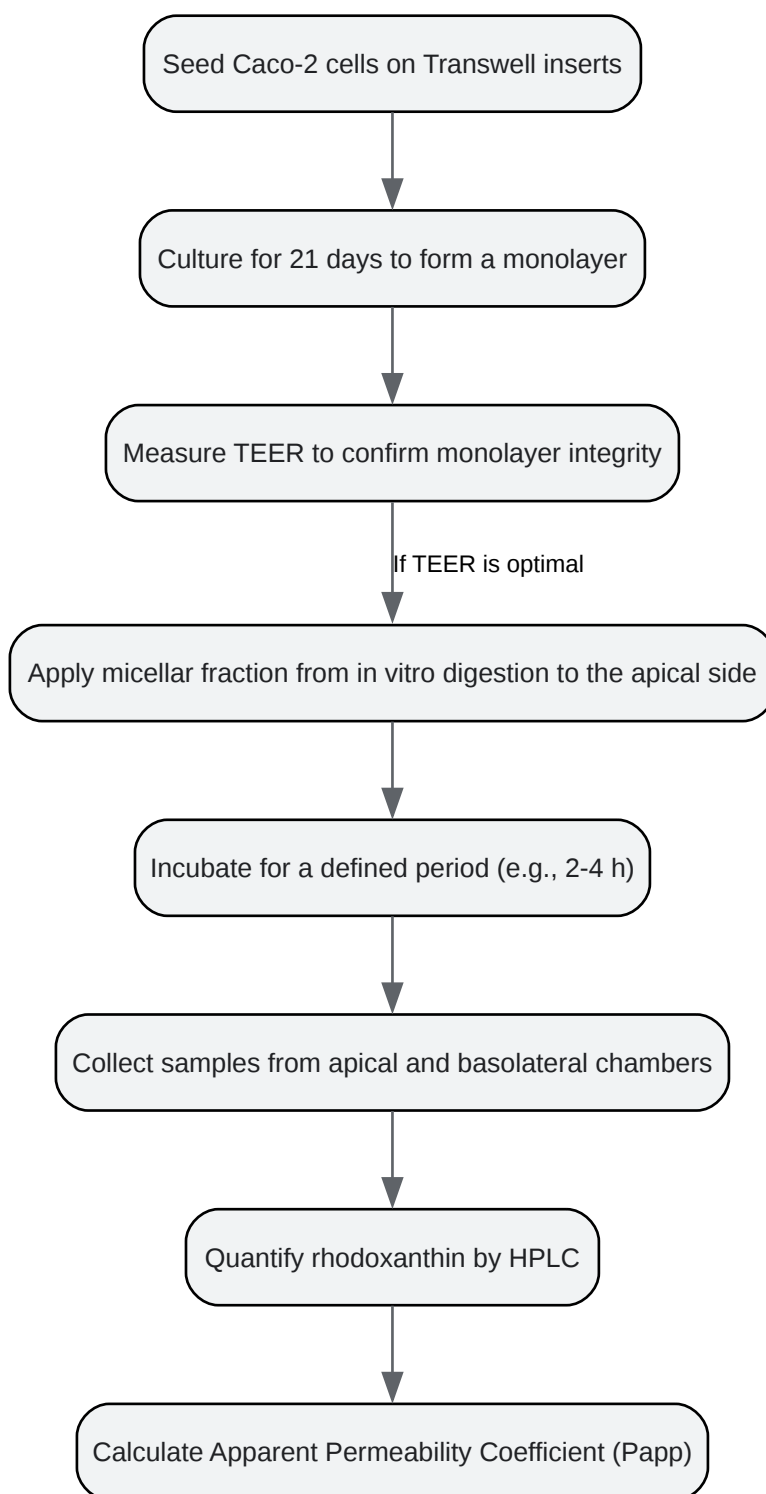 Seed Caco-2 cells on Transwell inserts
Culture for 21 days to form a monolayer
Measure TEER to confirm monolayer integrity
If TEER is optimal
Apply micellar fraction from in vitro digestion to the apical side
Incubate for a defined period (e.g., 2-4 h)
Collect samples from apical and basolateral chambers
Quantify rhodoxanthin by HPLC
Calculate Apparent Permeability Coefficient (Papp)